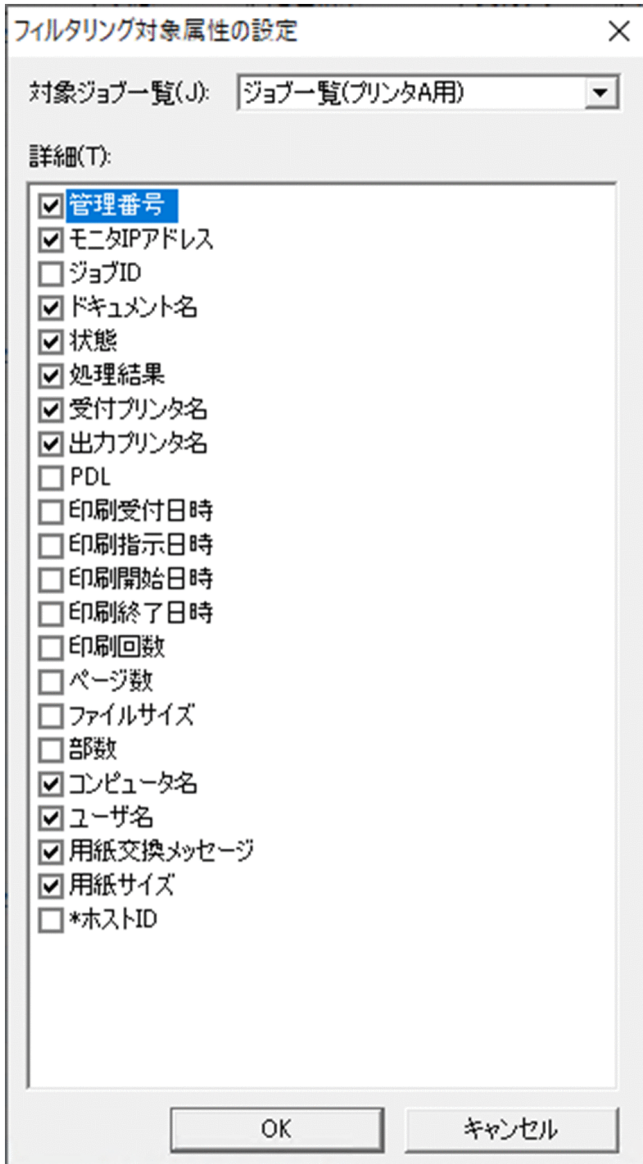 フィルタリング対象属性の設定
対象ジョブ一覧(J): ジョブ一覧(プリンタA用)
詳細(T):
管理番号
モニタIPアドレス
ジョブID
ドキュメント名
状態
処理結果
受付プリンタ名
出力プリンタ名
PDL
印刷受付日時
印刷指示日時
印刷開始日時
印刷終了日時
印刷回数
ページ数
ファイルサイズ
部数
コンピュータ名
ユーザ名
用紙交換メッセージ
用紙サイズ
*ホストID
OK キャンセル